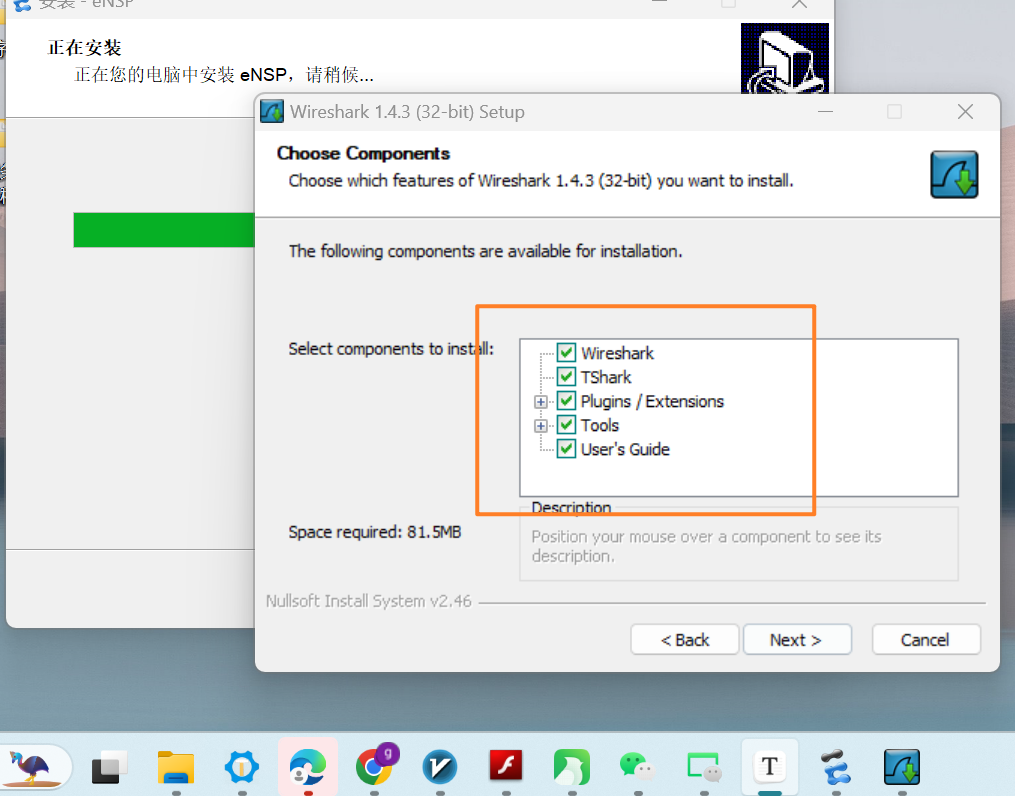 安装 - eNSP
正在安装
正在您的电脑中安装 eNSP，请稍候...
Wireshark 1.4.3 (32-bit) Setup
Choose Components
Choose which features of Wireshark 1.4.3 (32-bit) you want to install.
The following components are available for installation.
Select components to install:
Wireshark
TShark
Plugins / Extensions
Tools
User's Guide
Space required: 81.5MB
Description
Position your mouse over a component to see its
description.
Nullsoft Install System v2.46
< Back
Next >
Cancel
9
T